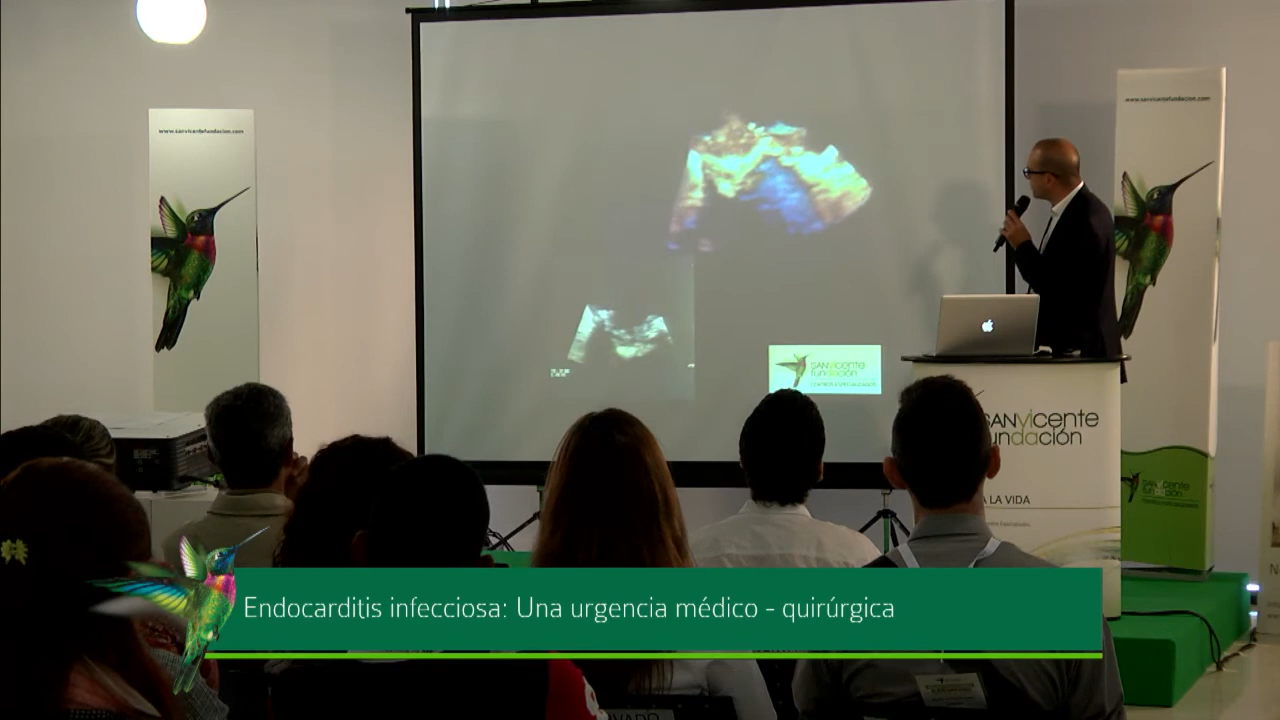 www.sanvicentefundacion.com
www.sanvicentefundacion.com
SANVicente
fundación
SANVicente
fundación
A LA VIDA
SANVicente
fundación
Endocarditis infecciosa: Una urgencia médico - quirúrgica